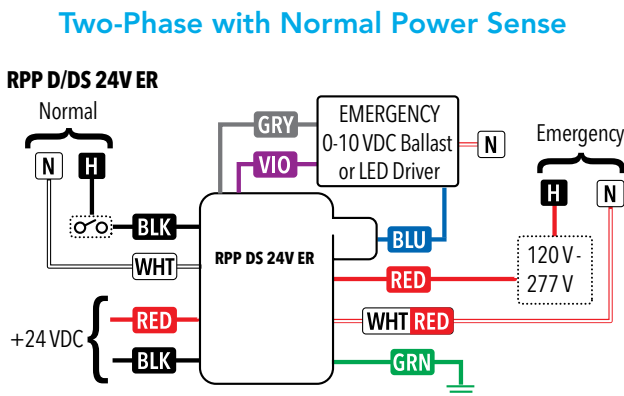 Two-Phase with Normal Power Sense
RPP D/DS 24V ER
Normal
N
H
BLK
WHT
+24 VDC
RED
BLK
GRY
VIO
EMERGENCY
0-10 VDC Ballast
or LED Driver
N
RPP DS 24V ER
BLU
RED
WHT RED
GRN
Emergency
H
N
120 V -
277 V